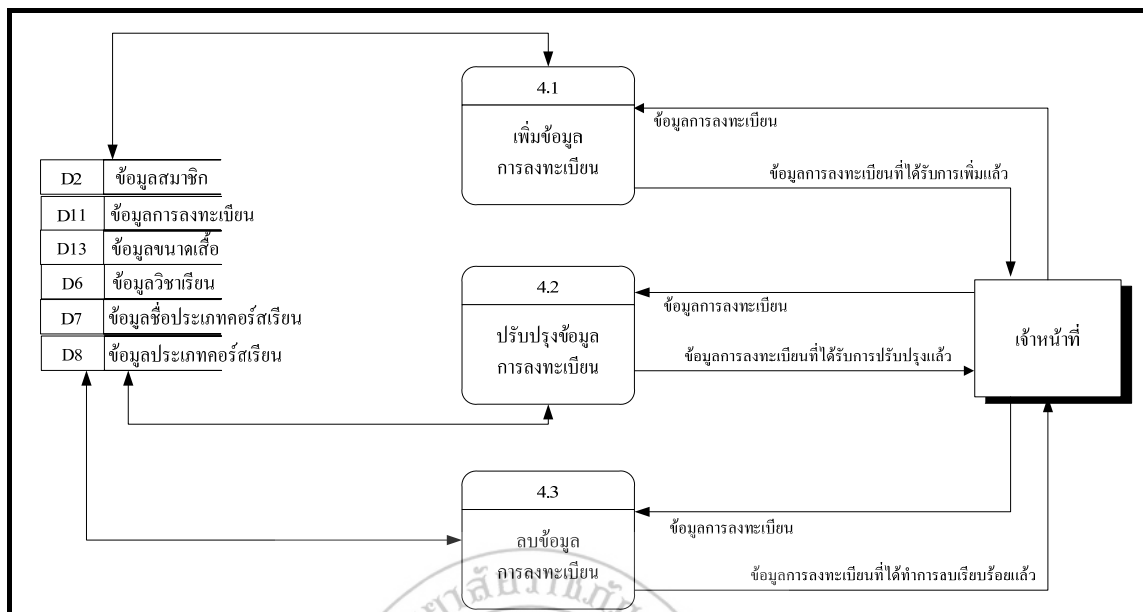 4.1
เพิ่มข้อมูล
การลงทะเบียน
ข้อมูลการลงทะเบียน
ข้อมูลการลงทะเบียนที่ได้รับการเพิ่มแล้ว
D2 ข้อมูลสมาชิก
D11 ข้อมูลการลงทะเบียน
D13 ข้อมูลขนาดเสื้อ
D6 ข้อมูลวิชาเรียน
D7 ข้อมูลชื่อประเภทคอร์สเรียน
D8 ข้อมูลประเภทคอร์สเรียน
4.2
ปรับปรุงข้อมูล
การลงทะเบียน
ข้อมูลการลงทะเบียน
ข้อมูลการลงทะเบียนที่ได้รับการปรับปรุงแล้ว
เจ้าหน้าที่
4.3
ลบข้อมูล
การลงทะเบียน
ข้อมูลการลงทะเบียน
ข้อมูลการลงทะเบียนที่ได้ทำการลบเรียบร้อยแล้ว